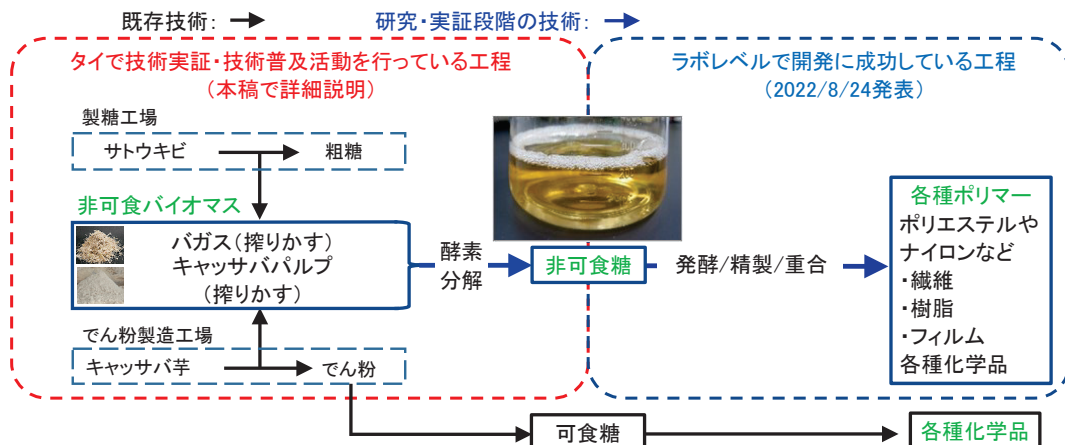 既存技術:
研究・実証段階の技術:
タイで技術実証・技術普及活動を行っている工程
(本稿で詳細説明)
ラボレベルで開発に成功している工程
(2022/8/24発表)
製糖工場
サトウキビ
粗糖
非可食バイオマス
バガス(搾りかす)
キャッサバパルプ
(搾りかす)
酵素
分解
非可食糖
発酵/精製/重合
各種ポリマー
ポリエステルや
ナイロンなど
・繊維
・樹脂
・フィルム
各種化学品
でん粉製造工場
キャッサバ芋
でん粉
可食糖
各種化学品